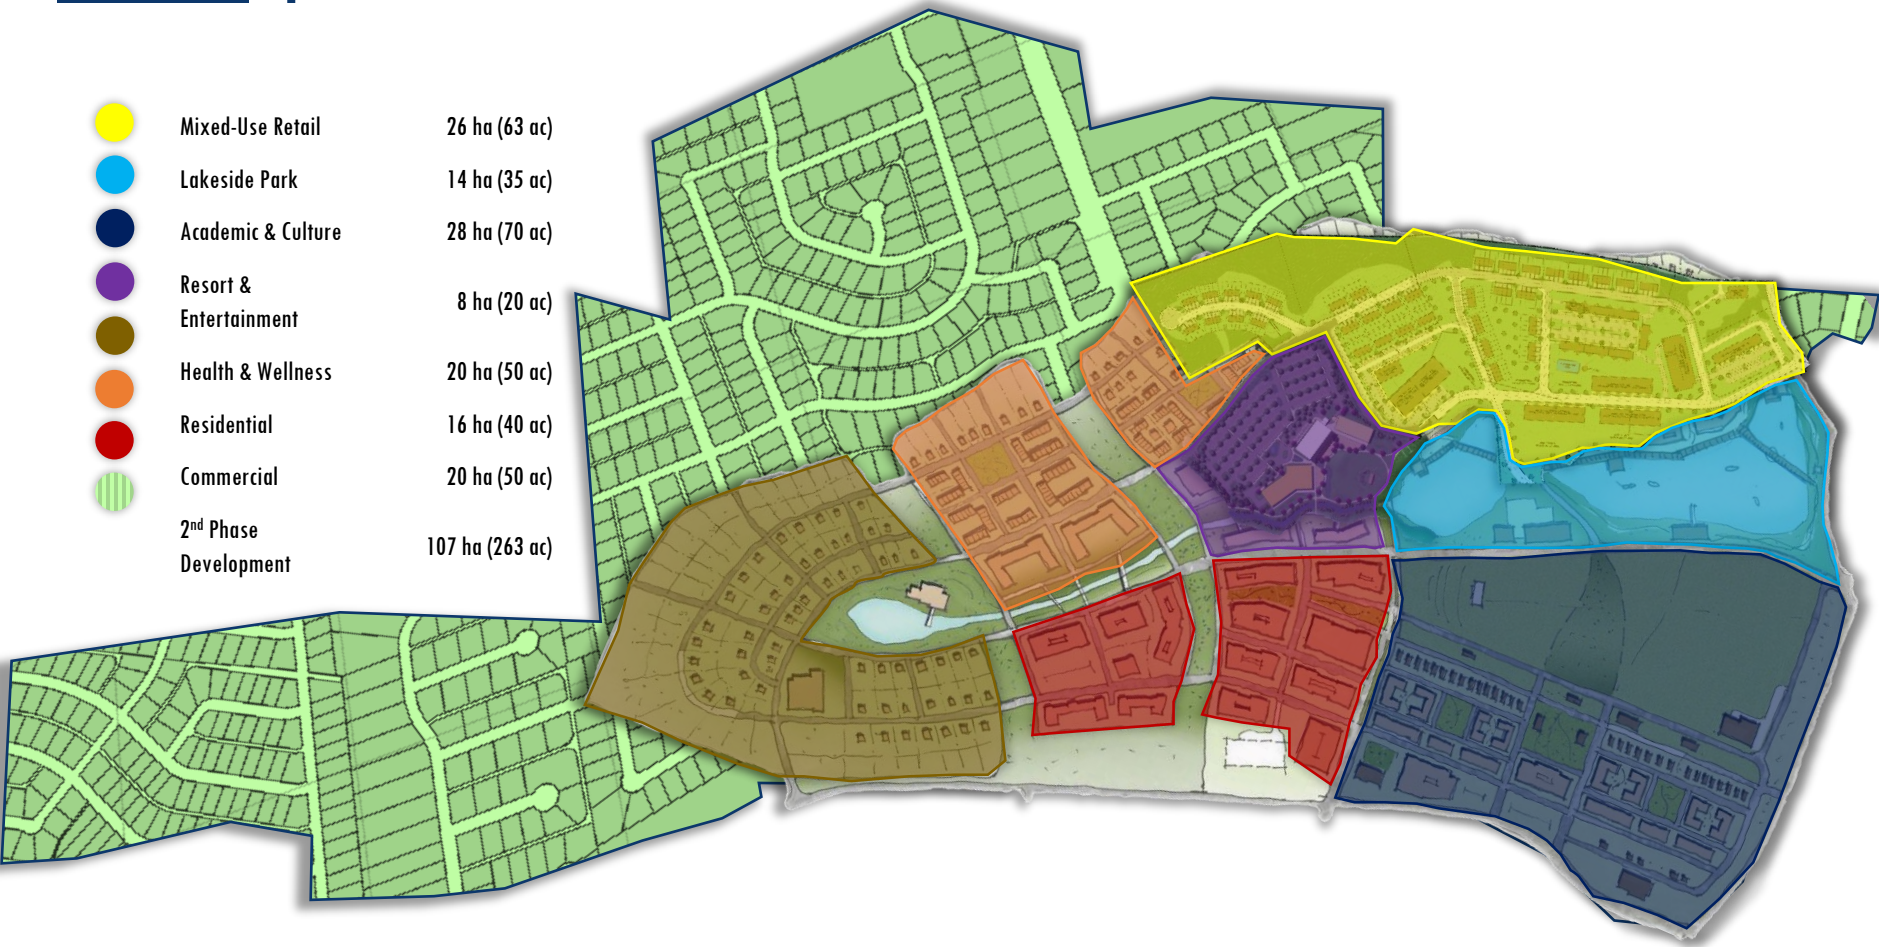 Mixed-Use Retail 26 ha (63 ac)
Lakeside Park 14 ha (35 ac)
Academic & Culture 28 ha (70 ac)
Resort &
Entertainment 8 ha (20 ac)
Health & Wellness 20 ha (50 ac)
Residential 16 ha (40 ac)
Commercial 20 ha (50 ac)
2nd Phase
Development 107 ha (263 ac)